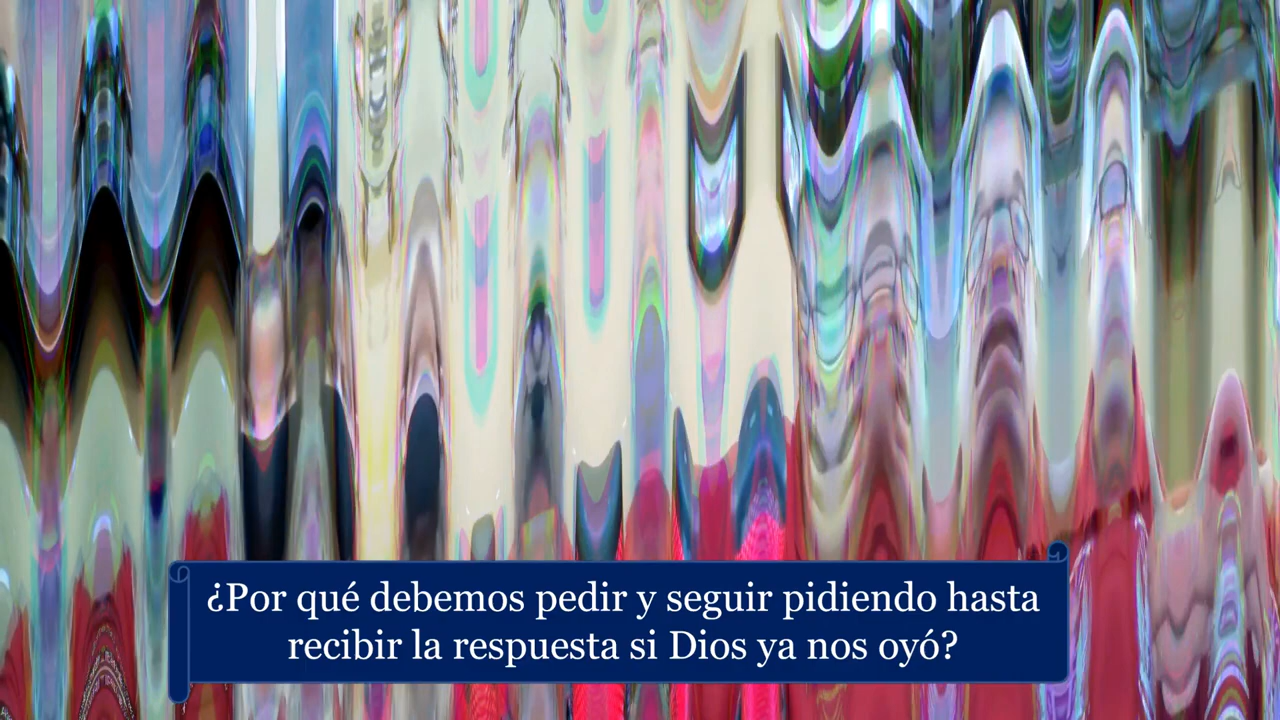 ¿Por qué debemos pedir y seguir pidiendo hasta
recibir la respuesta si Dios ya nos oyó?